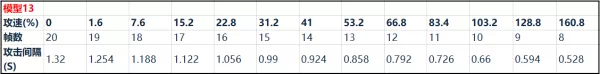 模型13
攻速(%) 0 1.6 7.6 15.2 22.8 31.2 41 53.2 66.8 83.4 103.2 128.8 160.8
帧数 20 19 18 17 16 15 14 13 12 11 10 9 8
攻击间隔
(S) 1.32 1.254 1.188 1.122 1.056 0.99 0.924 0.858 0.792 0.726 0.66 0.594 0.528